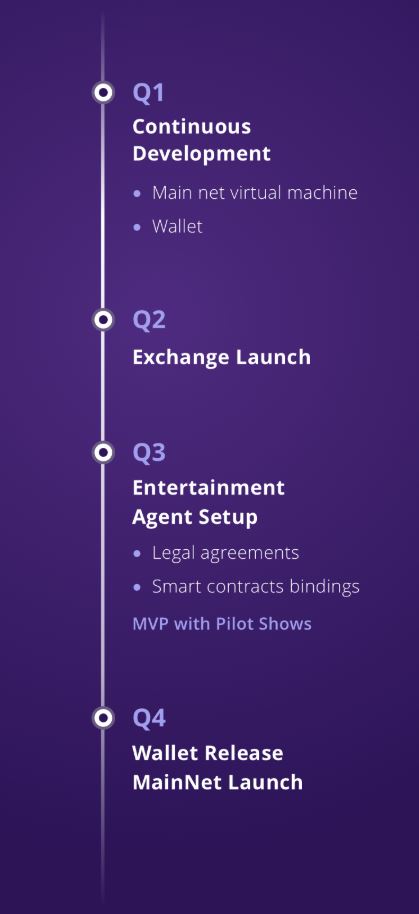 Q1
Continuous
Development
• Main net virtual machine
• Wallet
Q2
Exchange Launch
Q3
Entertainment
Agent Setup
• Legal agreements
• Smart contracts bindings
MVP with Pilot Shows
Q4
Wallet Release
MainNet Launch